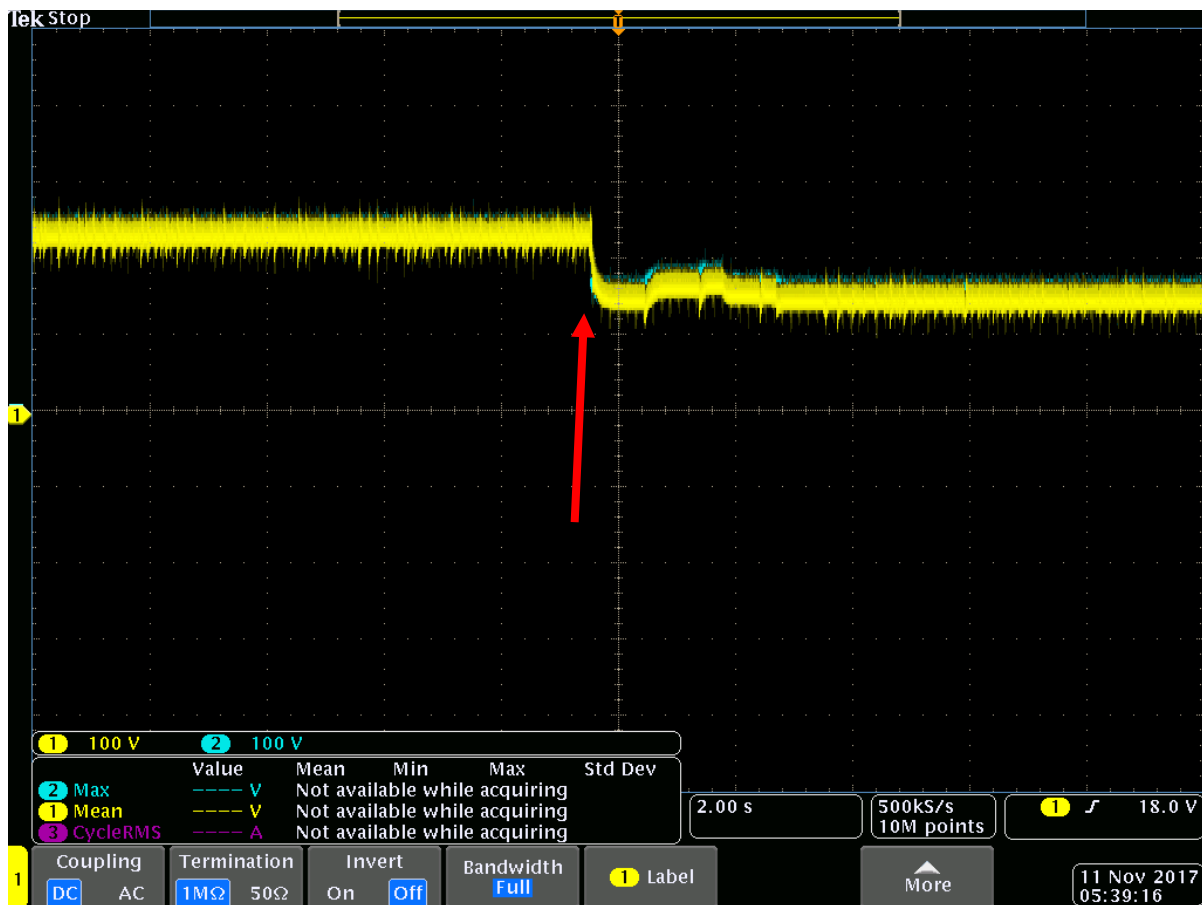 Tek Stop
T
1
1 100 V 2 100 V
Value Mean Min Max Std Dev
2 Max ---- V Not available while acquiring
1 Mean ---- V Not available while acquiring
3 CycleRMS ---- A Not available while acquiring
2.00 s
500kS/s
10M points
1 18.0 V
1
Coupling
DC AC
Termination
1MΩ 50Ω
Invert
On Off
Bandwidth
Full
1 Label
More
11 Nov 2017
05:39:16